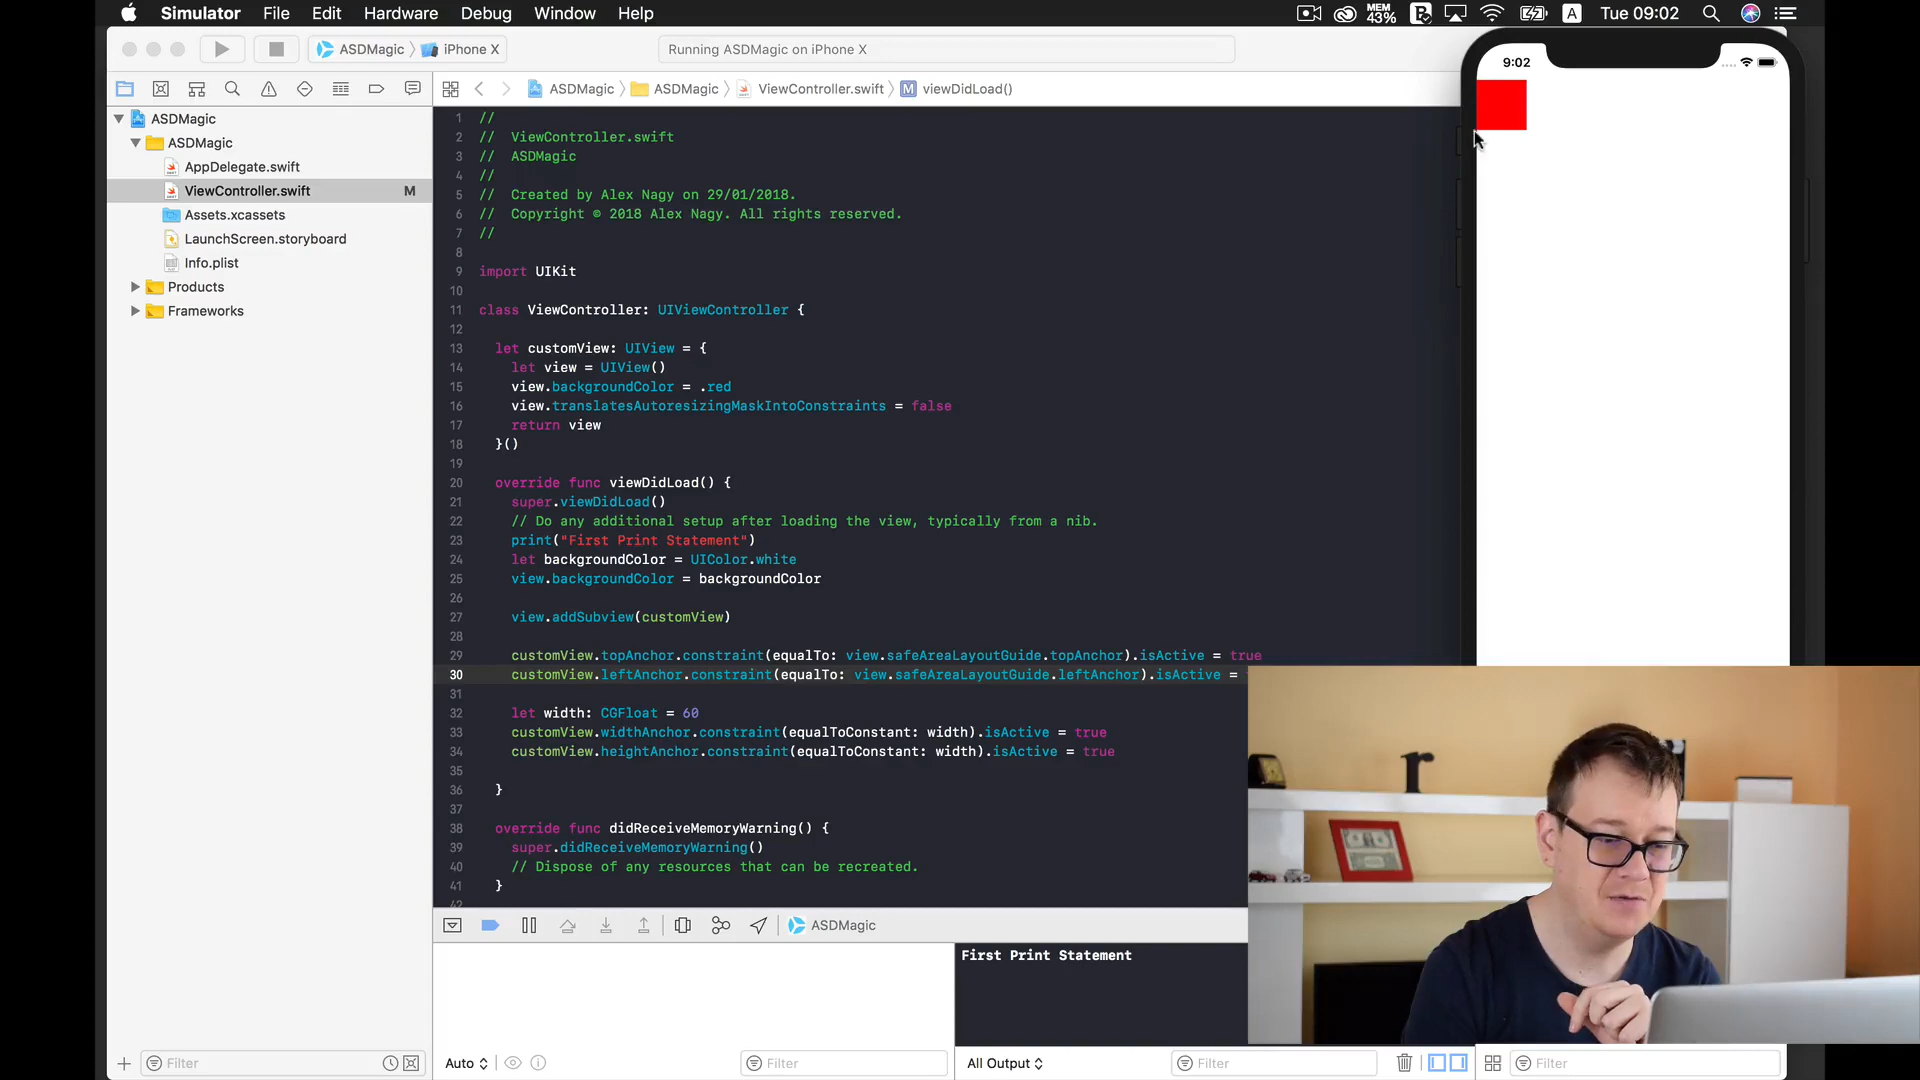 Simulator File Edit Hardware Debug Window Help MEM 43% A Tue 09:02
ASDMagic iPhone X Running ASDMagic on iPhone X
9:02
ASDMagic ASDMagic ViewController.swift M viewDidLoad()
ASDMagic
ASDMagic
AppDelegate.swift
ViewController.swift M
Assets.xcassets
LaunchScreen.storyboard
Info.plist
Products
Frameworks
1 //
2 // ViewController.swift
3 // ASDMagic
4 //
5 // Created by Alex Nagy on 29/01/2018.
6 // Copyright © 2018 Alex Nagy. All rights reserved.
7 //
8
9 import UIKit
10
11 class ViewController: UIViewController {
12
13 let customView: UIView = {
14 let view = UIView()
15 view.backgroundColor = .red
16 view.translatesAutoresizingMaskIntoConstraints = false
17 return view
18 }()
19
20 override func viewDidLoad() {
21 super.viewDidLoad()
22 // Do any additional setup after loading the view, typically from a nib.
23 print("First Print Statement")
24 let backgroundColor = UIColor.white
25 view.backgroundColor = backgroundColor
26
27 view.addSubview(customView)
28
29 customView.topAnchor.constraint(equalTo: view.safeAreaLayoutGuide.topAnchor).isActive = true
30 customView.leftAnchor.constraint(equalTo: view.safeAreaLayoutGuide.leftAnchor).isActive =
31
32 let width: CGFloat = 60
33 customView.widthAnchor.constraint(equalToConstant: width).isActive = true
34 customView.heightAnchor.constraint(equalToConstant: width).isActive = true
35
36 }
37
38 override func didReceiveMemoryWarning() {
39 super.didReceiveMemoryWarning()
40 // Dispose of any resources that can be recreated.
41 }
42
ASDMagic
First Print Statement
Filter Auto Filter All Output Filter Filter